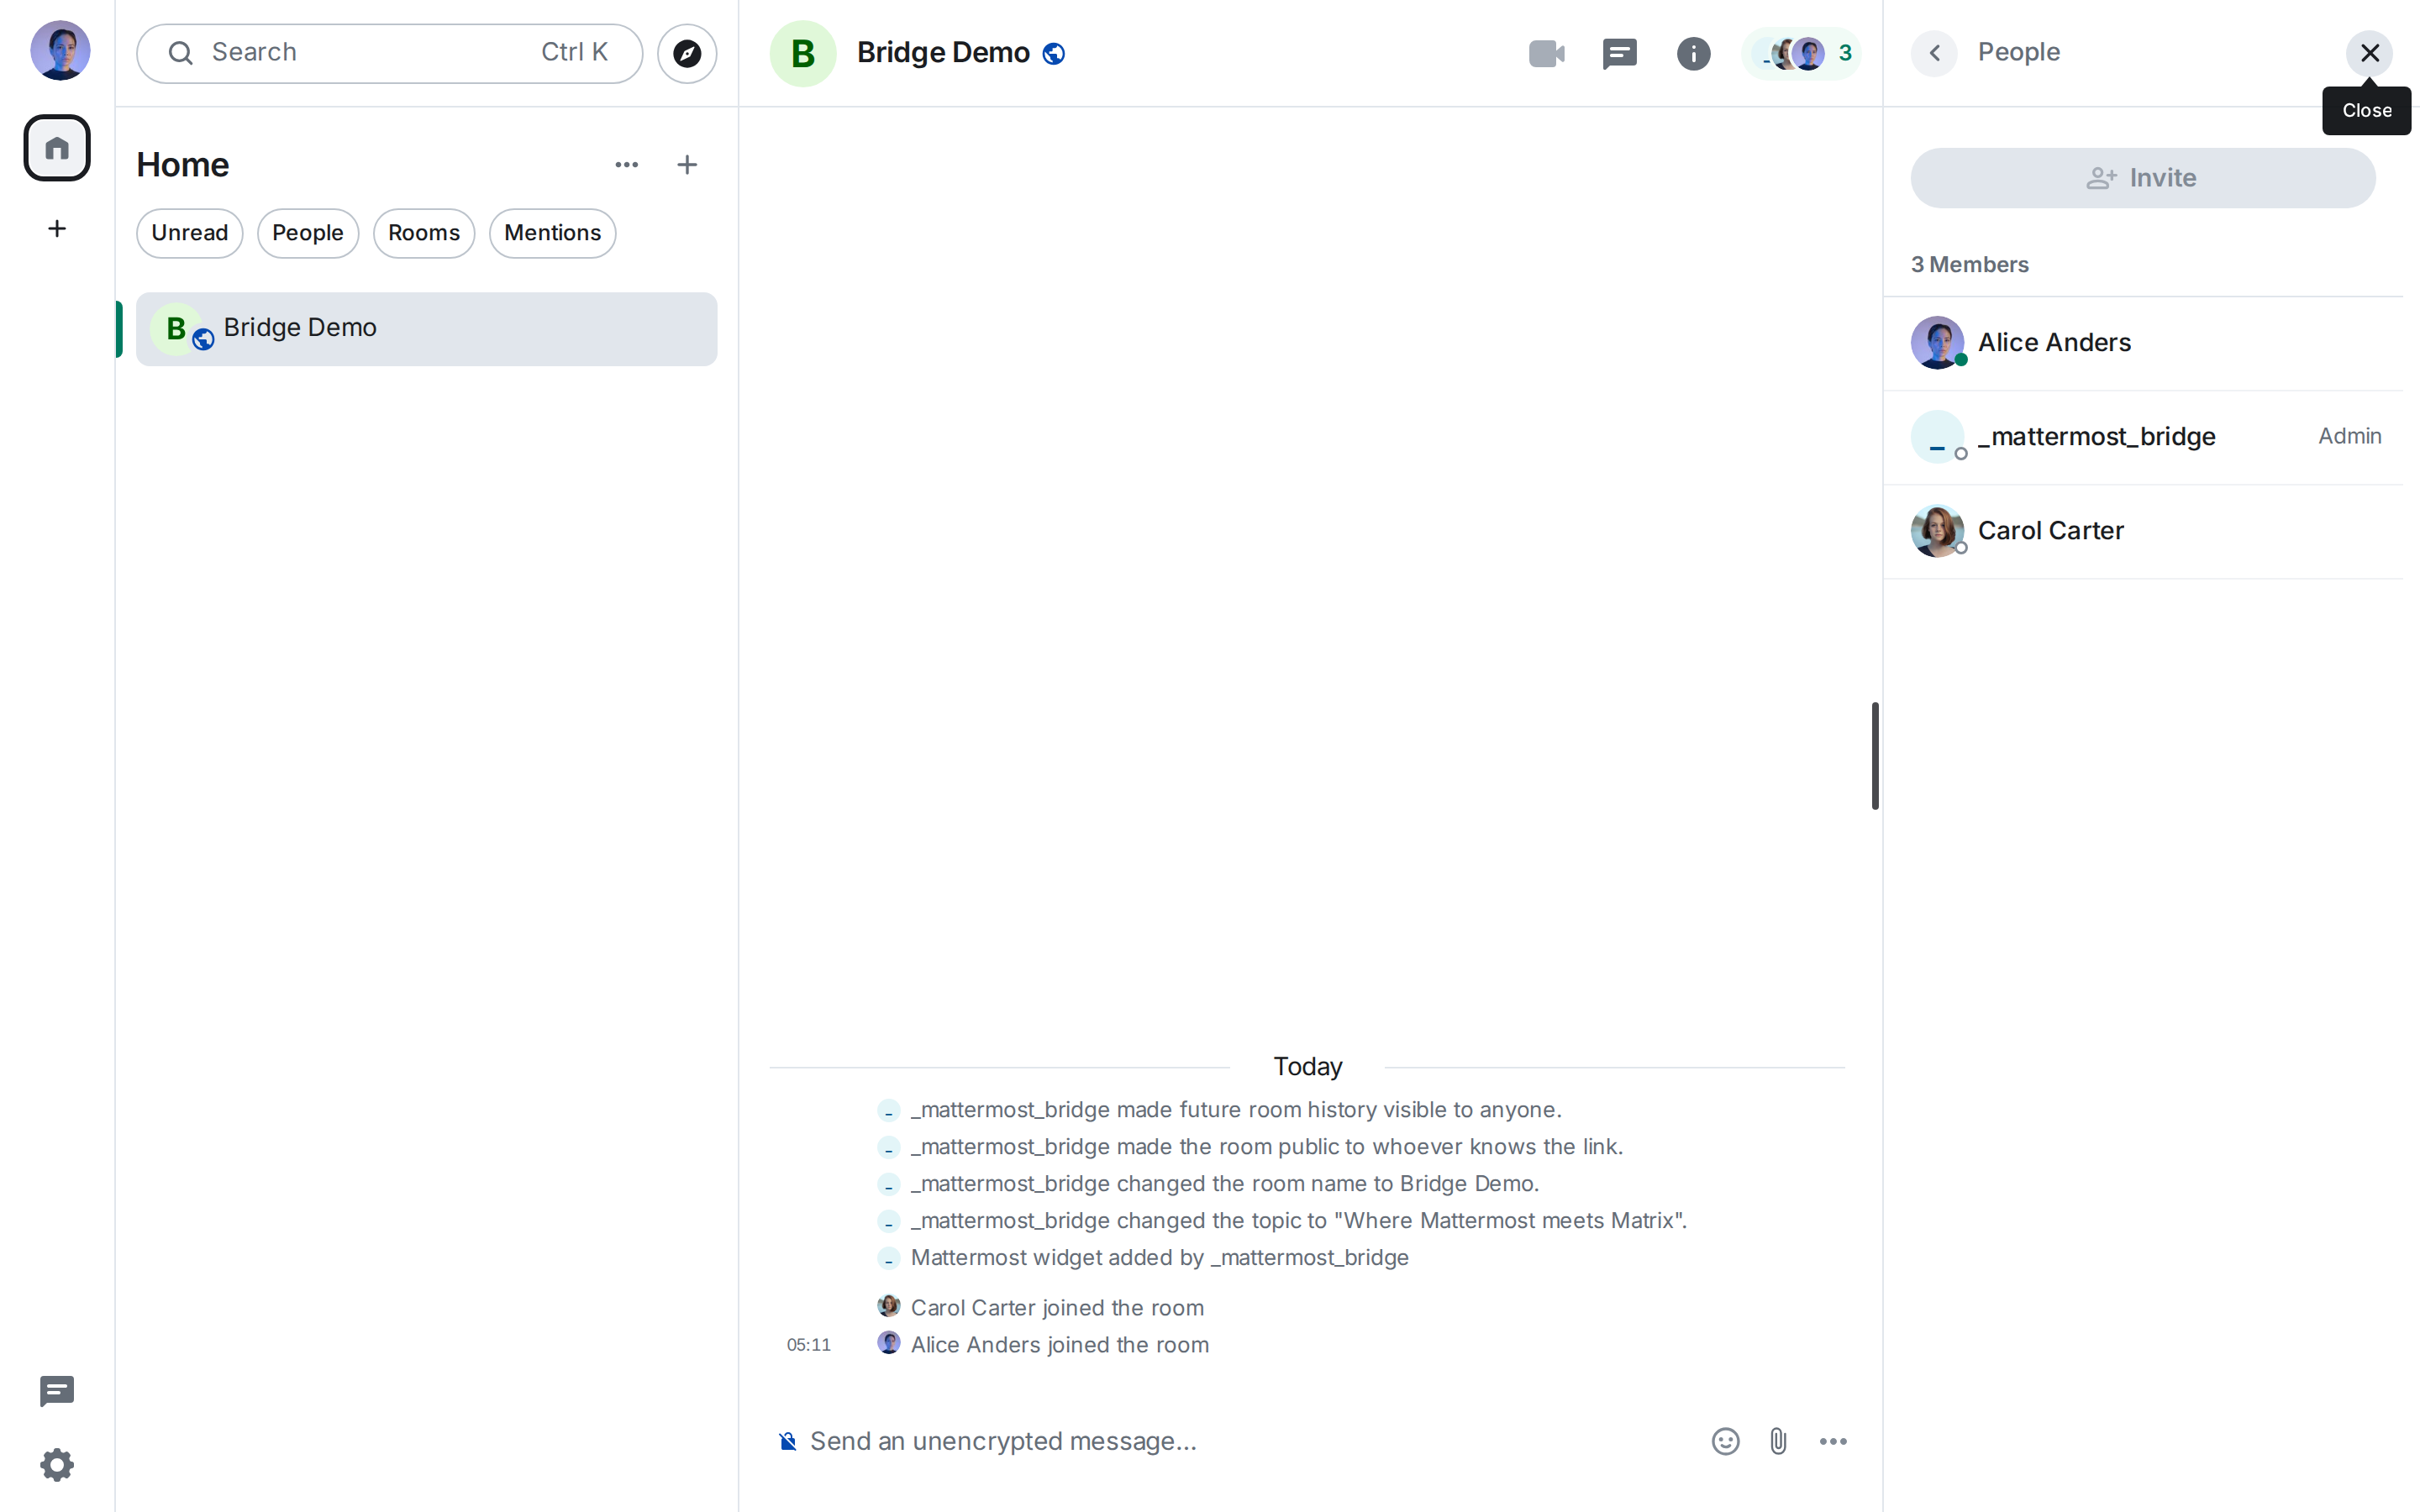 Search Ctrl K
Home
Unread People Rooms Mentions
B Bridge Demo
B Bridge Demo
3
People
Close
Invite
3 Members
Alice Anders
_ _mattermost_bridge Admin
Carol Carter
Today
_ _mattermost_bridge made future room history visible to anyone.
_ _mattermost_bridge made the room public to whoever knows the link.
_ _mattermost_bridge changed the room name to Bridge Demo.
_ _mattermost_bridge changed the topic to "Where Mattermost meets Matrix".
_ Mattermost widget added by _mattermost_bridge
Carol Carter joined the room
05:11 Alice Anders joined the room
Send an unencrypted message…